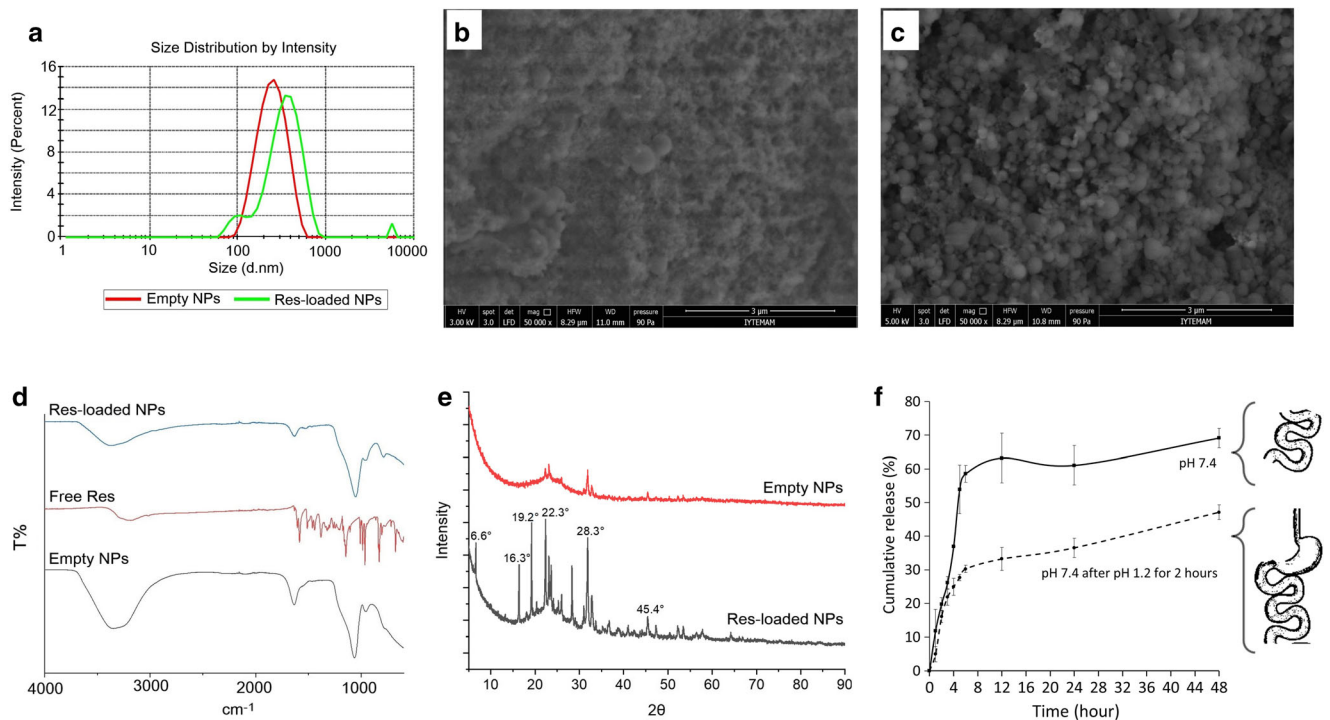 a
Size Distribution by Intensity
Intensity (Percent)
16
12
8
4
0
1
10
100
1000
10000
Size (d.nm)
Empty NPs
Res-loaded NPs
b
HV spot det mag HFW WD pressure 3 µm
3.00 kV 3.0 LFD 50 000 x 8.29 µm 11.0 mm 90 Pa IYTEMAM
c
HV spot det mag HFW WD pressure 3 µm
5.00 kV 3.0 LFD 50 000 x 8.29 µm 10.8 mm 90 Pa IYTEMAM
d
Res-loaded NPs
Free Res
Empty NPs
T%
4000
3000
2000
1000
cm-1
e
Intensity
Empty NPs
6.6°
16.3°
19.2°
22.3°
28.3°
45.4°
Res-loaded NPs
10
20
30
40
50
60
70
80
90
2θ
f
Cumulative release (%)
80
70
60
50
40
30
20
10
0
pH 7.4
pH 7.4 after pH 1.2 for 2 hours
0 4 8 12 16 20 24 28 32 36 40 44 48
Time (hour)